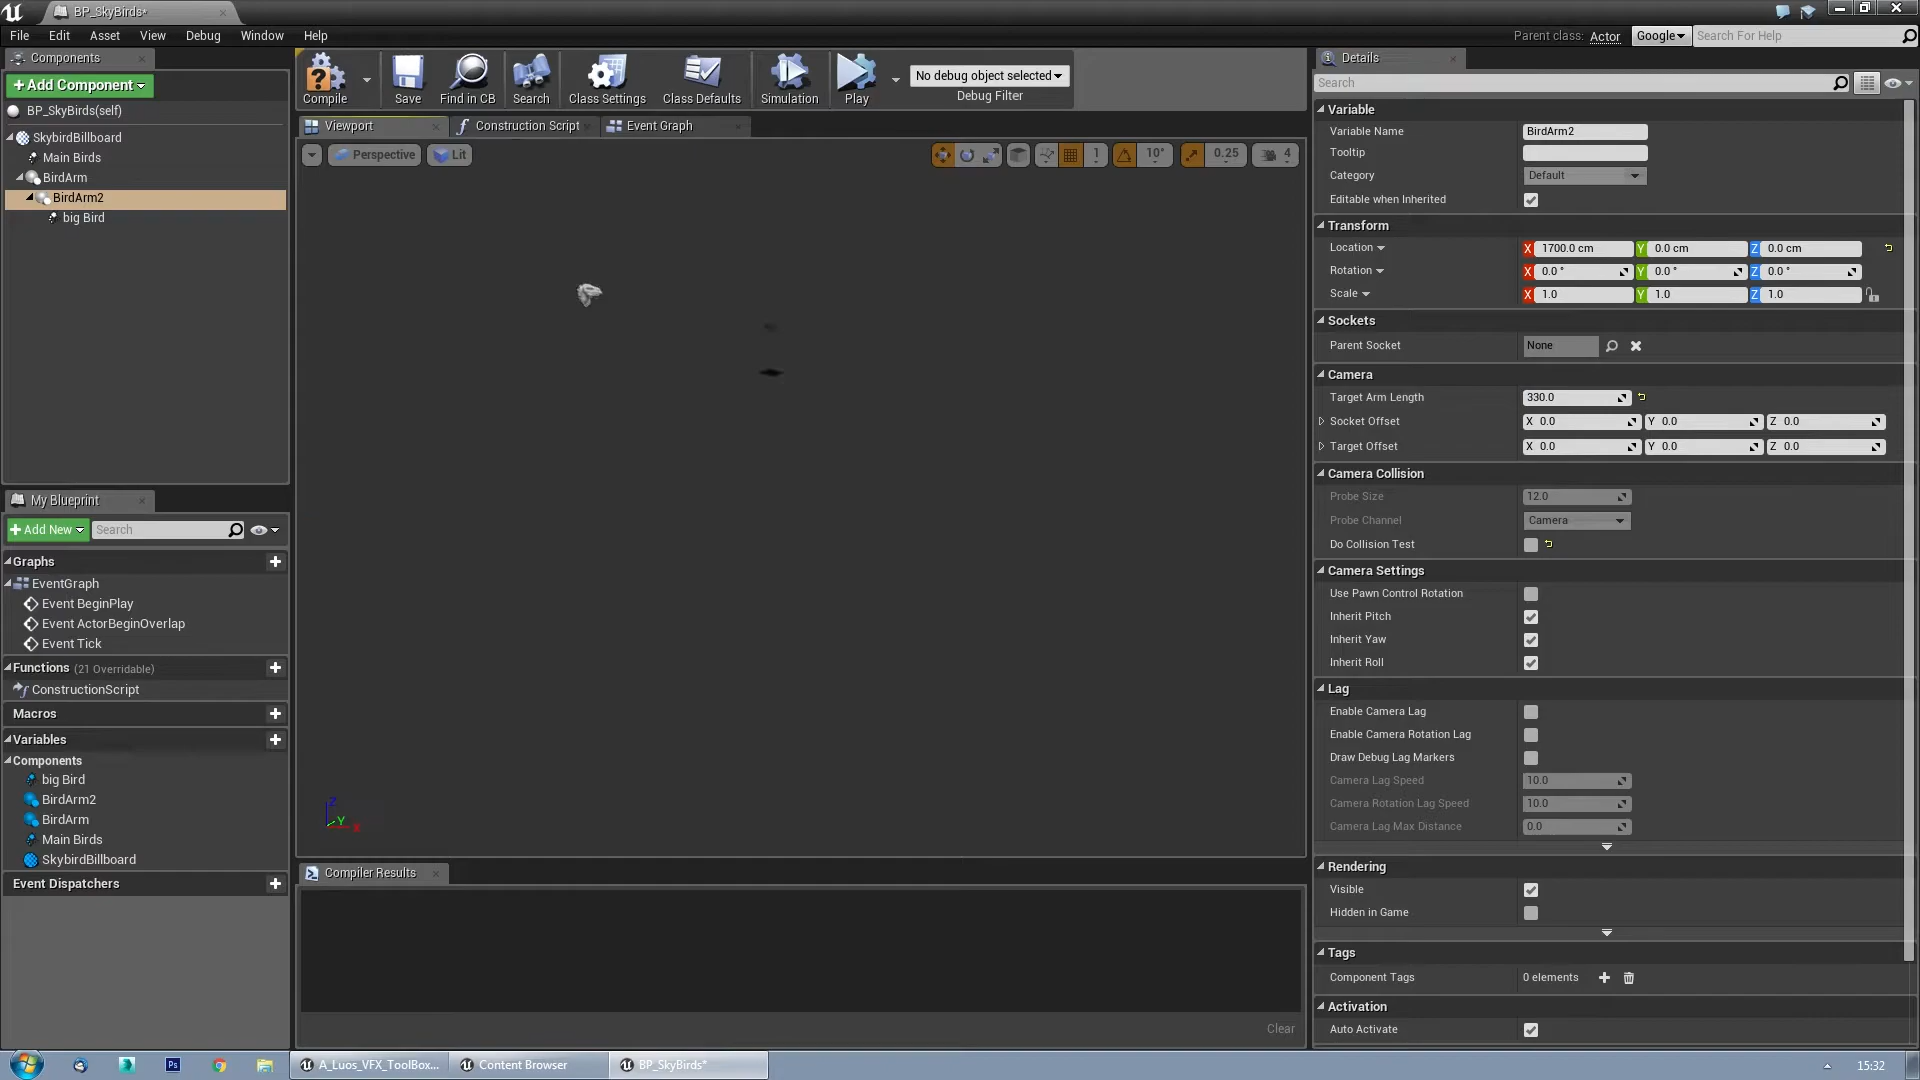 BP_SkyBirds*
File Edit Asset View Debug Window Help
Parent class: Actor Google Search For Help
Components
Add Component
BP_SkyBirds(self)
SkybirdBillboard
Main Birds
BirdArm
BirdArm2
big Bird
My Blueprint
Add New Search
Graphs
EventGraph
Event BeginPlay
Event ActorBeginOverlap
Event Tick
Functions (21 Overridable)
ConstructionScript
Macros
Variables
Components
big Bird
BirdArm2
BirdArm
Main Birds
SkybirdBillboard
Event Dispatchers
Compile Save Find in CB Search Class Settings Class Defaults Simulation Play
No debug object selected
Debug Filter
Viewport Construction Script Event Graph
Perspective Lit 1 10° 0.25 4
Z
Y
X
Compiler Results
Clear
Details
Search
Variable
Variable Name BirdArm2
Tooltip
Category Default
Editable when Inherited
Transform
Location X 1700.0 cm Y 0.0 cm Z 0.0 cm
Rotation X 0.0 ° Y 0.0 ° Z 0.0 °
Scale X 1.0 Y 1.0 Z 1.0
Sockets
Parent Socket None
Camera
Target Arm Length 330.0
Socket Offset X 0.0 Y 0.0 Z 0.0
Target Offset X 0.0 Y 0.0 Z 0.0
Camera Collision
Probe Size 12.0
Probe Channel Camera
Do Collision Test
Camera Settings
Use Pawn Control Rotation
Inherit Pitch
Inherit Yaw
Inherit Roll
Lag
Enable Camera Lag
Enable Camera Rotation Lag
Draw Debug Lag Markers
Camera Lag Speed 10.0
Camera Rotation Lag Speed 10.0
Camera Lag Max Distance 0.0
Rendering
Visible
Hidden in Game
Tags
Component Tags 0 elements
Activation
Auto Activate
Ps A_Luos_VFX_ToolBox... Content Browser BP_SkyBirds* 15:32